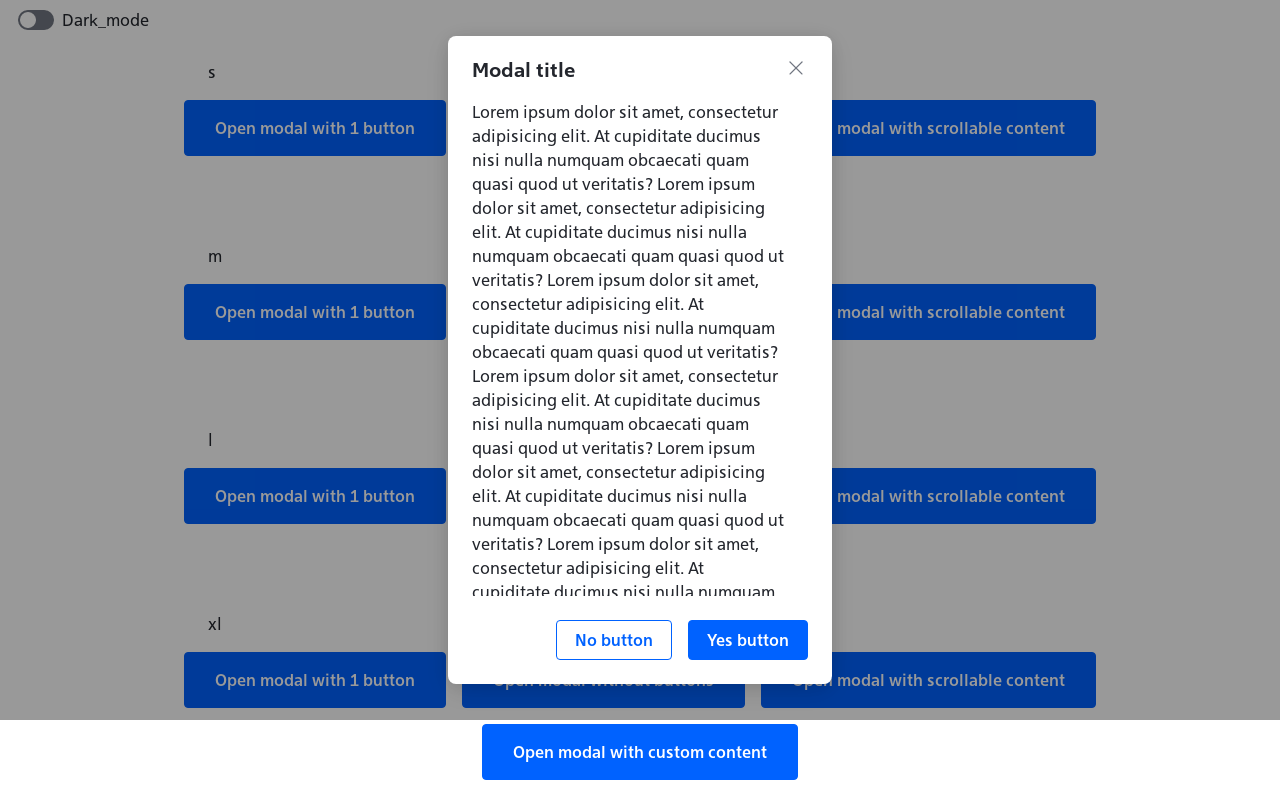 Dark_mode
Modal title
s
Open modal with 1 button
modal with scrollable content
Lorem ipsum dolor sit amet, consectetur
adipisicing elit. At cupiditate ducimus
nisi nulla numquam obcaecati quam
quasi quod ut veritatis? Lorem ipsum
dolor sit amet, consectetur adipisicing
elit. At cupiditate ducimus nisi nulla
numquam obcaecati quam quasi quod ut
veritatis? Lorem ipsum dolor sit amet,
consectetur adipisicing elit. At
cupiditate ducimus nisi nulla numquam
obcaecati quam quasi quod ut veritatis?
Lorem ipsum dolor sit amet, consectetur
adipisicing elit. At cupiditate ducimus
nisi nulla numquam obcaecati quam
quasi quod ut veritatis? Lorem ipsum
dolor sit amet, consectetur adipisicing
elit. At cupiditate ducimus nisi nulla
numquam obcaecati quam quasi quod ut
veritatis? Lorem ipsum dolor sit amet,
consectetur adipisicing elit. At
cupiditate ducimus nisi nulla numquam
No button
Yes button
m
Open modal with 1 button
modal with scrollable content
l
Open modal with 1 button
modal with scrollable content
xl
Open modal with 1 button
Open modal without buttons
Open modal with scrollable content
Open modal with custom content